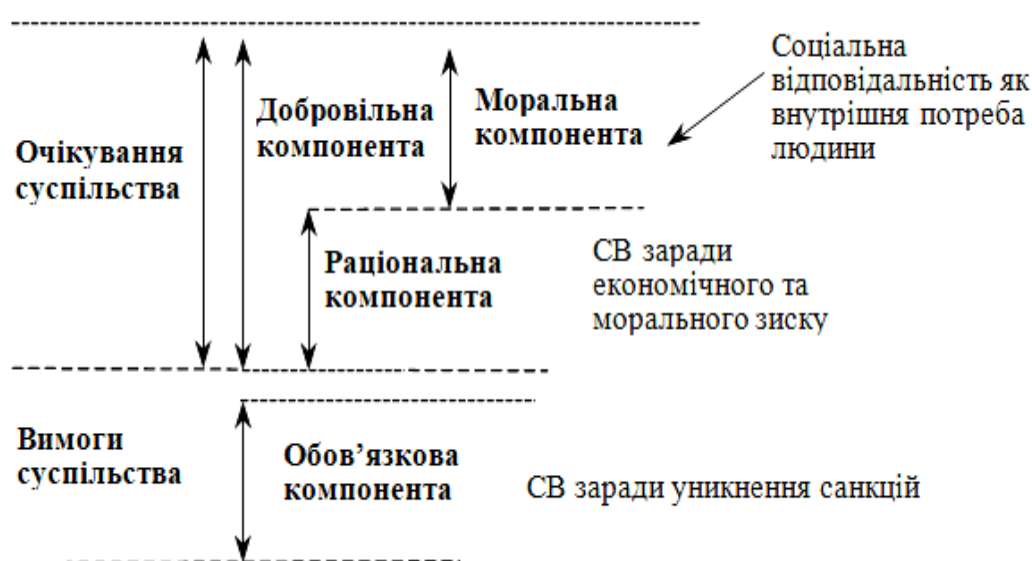 Очікування
суспільства
Добровільна
компонента
Моральна
компонента
Соціальна
відповідальність як
внутрішня потреба
людини
Раціональна
компонента
СВ заради
економічного та
морального зиску
Вимоги
суспільства
Обов’язкова
компонента
СВ заради уникнення санкцій